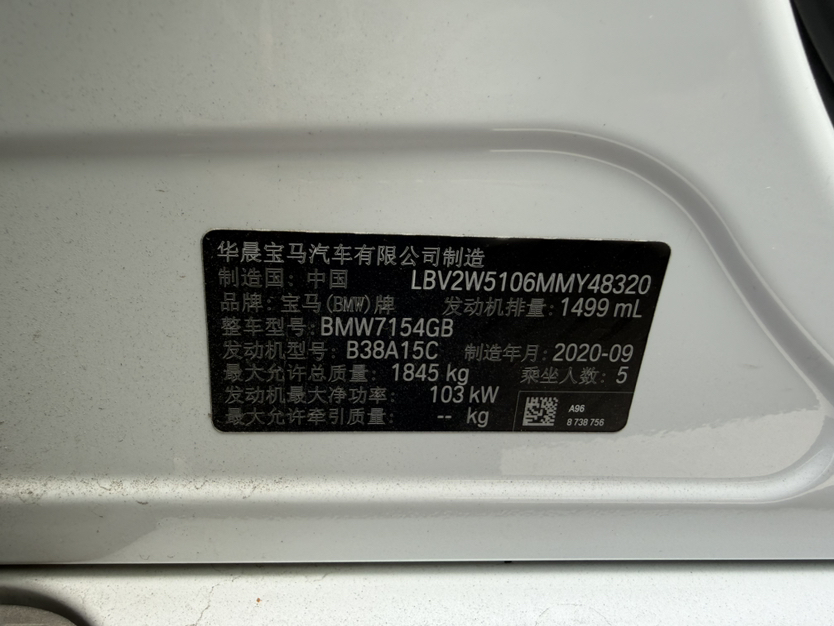 华晨宝马汽车有限公司制造
制造国：中国 LBV2W5106MMY48320
品牌：宝马(BMW)牌 发动机排量：1499 mL
整车型号：BMW7154GB
发动机型号：B38A15C 制造年月：2020-09
最大允许总质量：1845 kg 乘坐人数：5
发动机最大净功率： 103 kW
最大允许牵引质量： -- kg
A96
8 738 756